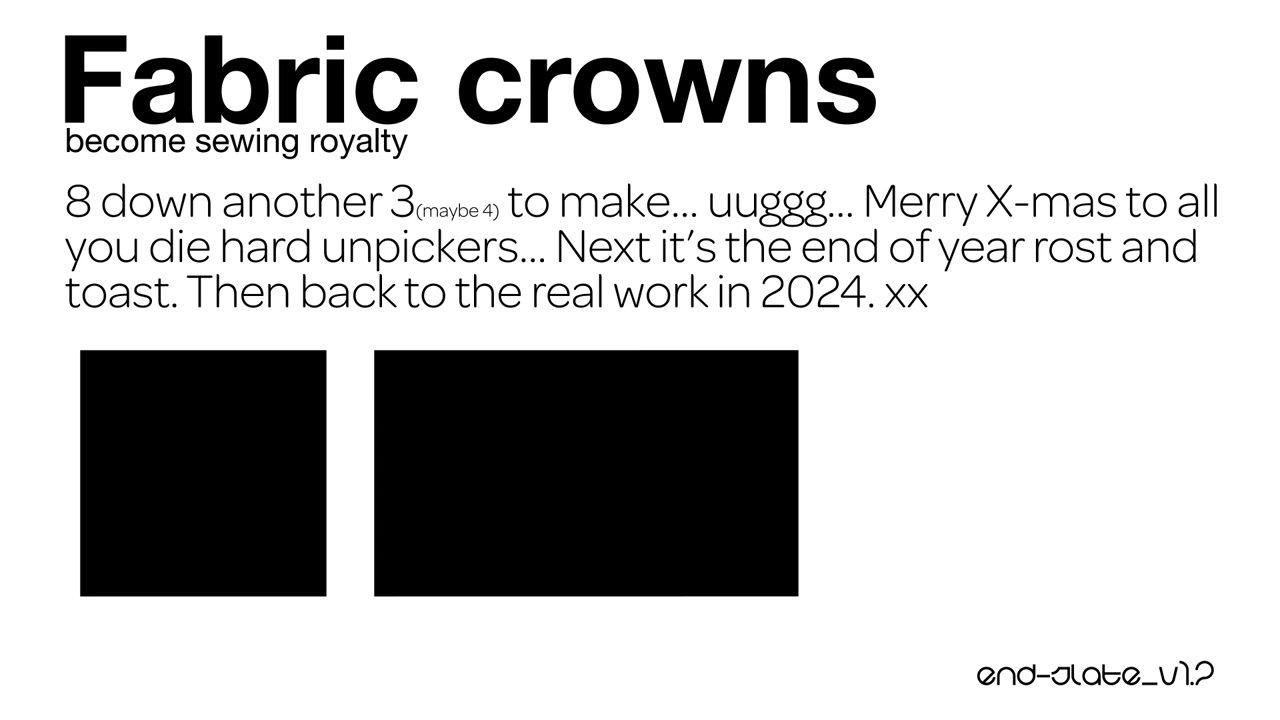 Fabric crowns
become sewing royalty
8 down another 3(maybe 4) to make... uuggg... Merry X-mas to all
you die hard unpickers... Next it’s the end of year rost and
toast. Then back to the real work in 2024. xx
end-slate_v1.2